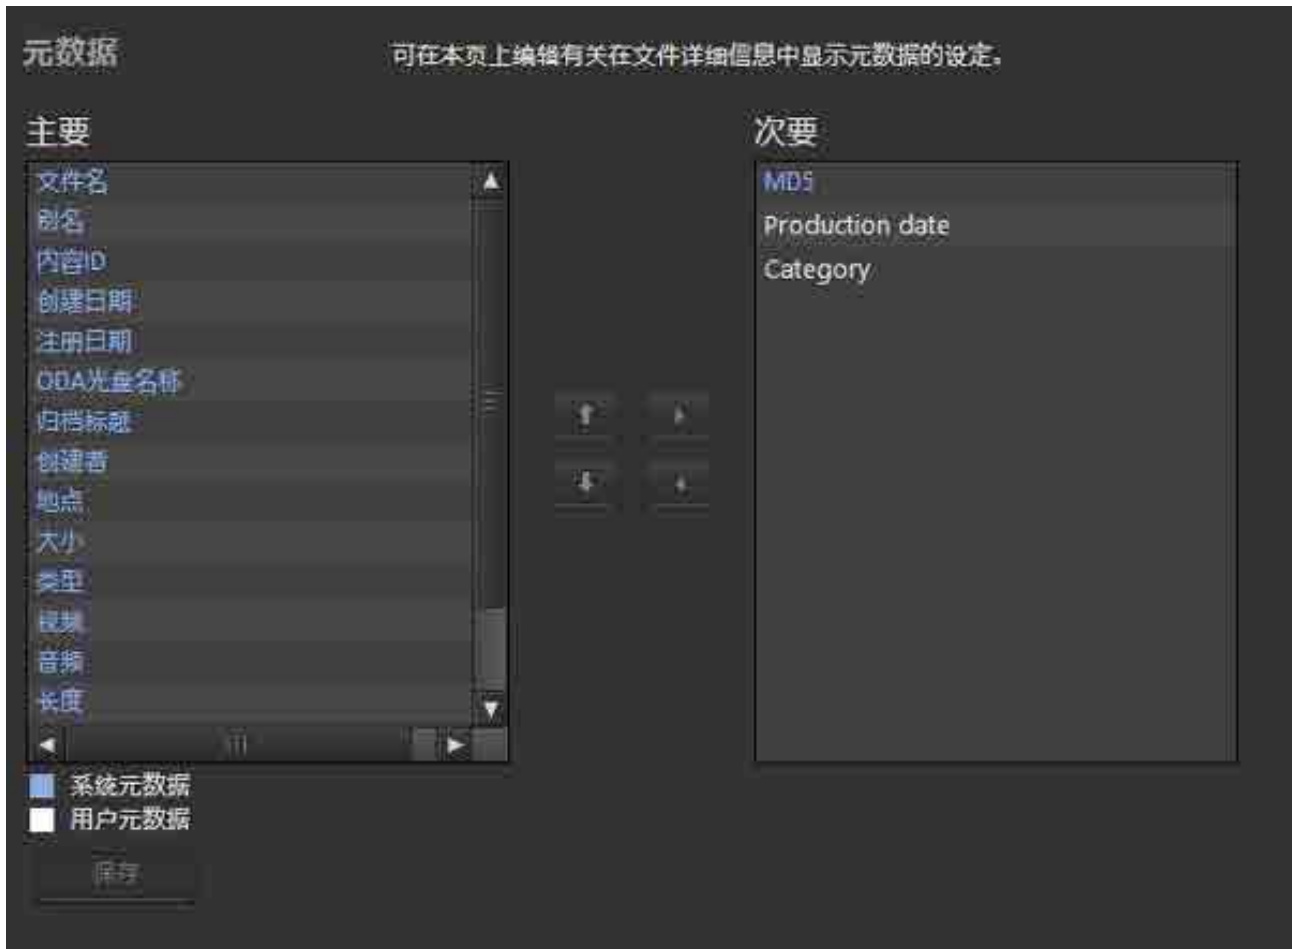 元数据
可在本页上编辑有关在文件详细信息中显示元数据的设定。
主要
文件名
别名
内容ID
创建日期
注册日期
ODA光盘名称
归档标题
创建者
地点
大小
类型
视频
音频
长度
系统元数据
用户元数据
保存
次要
MD5
Production date
Category